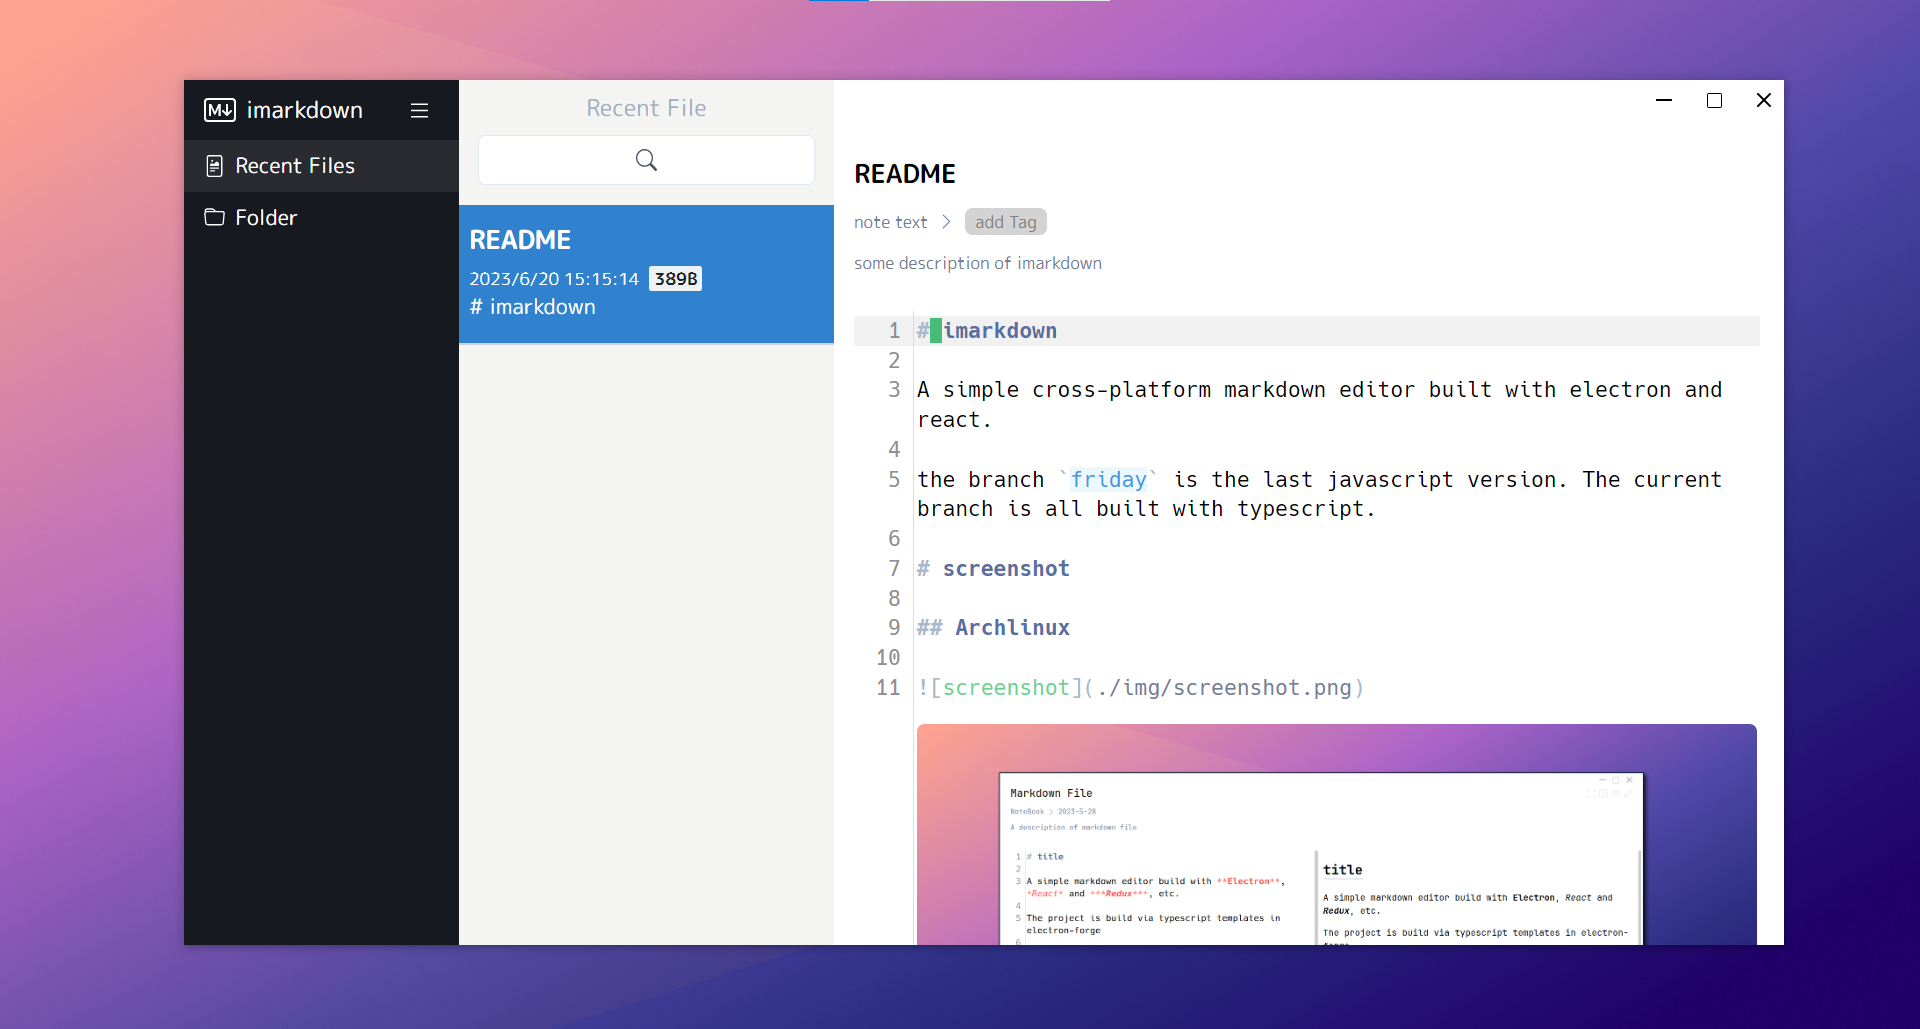 imarkdown
Recent Files
Folder
Recent File
README
2023/6/20 15:15:14 389B
# imarkdown
README
note text > add Tag
some description of imarkdown
1 # imarkdown
2
3 A simple cross-platform markdown editor built with electron and
react.
4
5 the branch `friday` is the last javascript version. The current
branch is all built with typescript.
6
7 # screenshot
8
9 ## Archlinux
10
11 ![screenshot](./img/screenshot.png)
Markdown File
NoteBook > 2023-5-28
A description of markdown file
1 # title
2
3 A simple markdown editor build with **Electron**,
*React* and ***Redux***, etc.
4
5 The project is build via typescript templates in
electron-forge
6
title
A simple markdown editor build with Electron, React and
Redux, etc.
The project is build via typescript templates in electron-